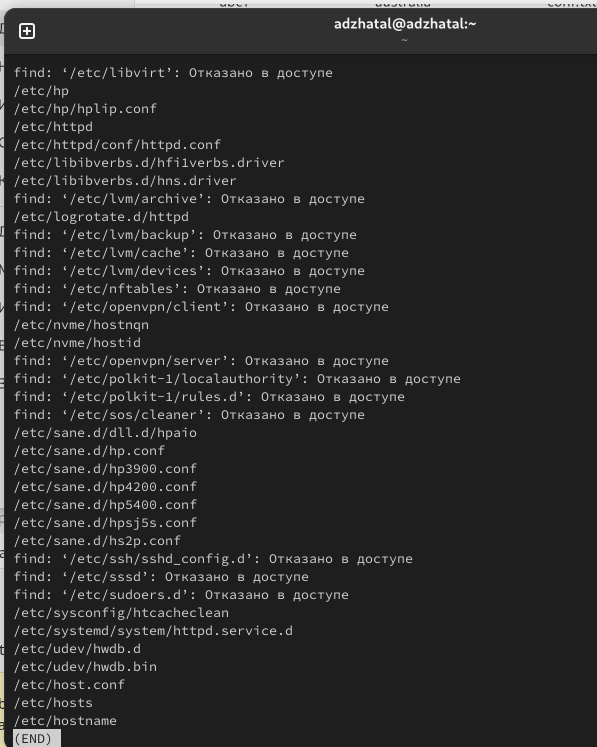 adzhatal@adzhatal:~
~
find: ‘/etc/libvirt’: Отказано в доступе
/etc/hp
/etc/hp/hplip.conf
/etc/httpd
/etc/httpd/conf/httpd.conf
/etc/libibverbs.d/hfi1verbs.driver
/etc/libibverbs.d/hns.driver
find: ‘/etc/lvm/archive’: Отказано в доступе
/etc/logrotate.d/httpd
find: ‘/etc/lvm/backup’: Отказано в доступе
find: ‘/etc/lvm/cache’: Отказано в доступе
find: ‘/etc/lvm/devices’: Отказано в доступе
find: ‘/etc/nftables’: Отказано в доступе
find: ‘/etc/openvpn/client’: Отказано в доступе
/etc/nvme/hostnqn
/etc/nvme/hostid
find: ‘/etc/openvpn/server’: Отказано в доступе
find: ‘/etc/polkit-1/localauthority’: Отказано в доступе
find: ‘/etc/polkit-1/rules.d’: Отказано в доступе
find: ‘/etc/sos/cleaner’: Отказано в доступе
/etc/sane.d/dll.d/hpaio
/etc/sane.d/hp.conf
/etc/sane.d/hp3900.conf
/etc/sane.d/hp4200.conf
/etc/sane.d/hp5400.conf
/etc/sane.d/hpsj5s.conf
/etc/sane.d/hs2p.conf
find: ‘/etc/ssh/sshd_config.d’: Отказано в доступе
find: ‘/etc/sssd’: Отказано в доступе
find: ‘/etc/sudoers.d’: Отказано в доступе
/etc/sysconfig/htcacheclean
/etc/systemd/system/httpd.service.d
/etc/udev/hwdb.d
/etc/udev/hwdb.bin
/etc/host.conf
/etc/hosts
/etc/hostname
(END)